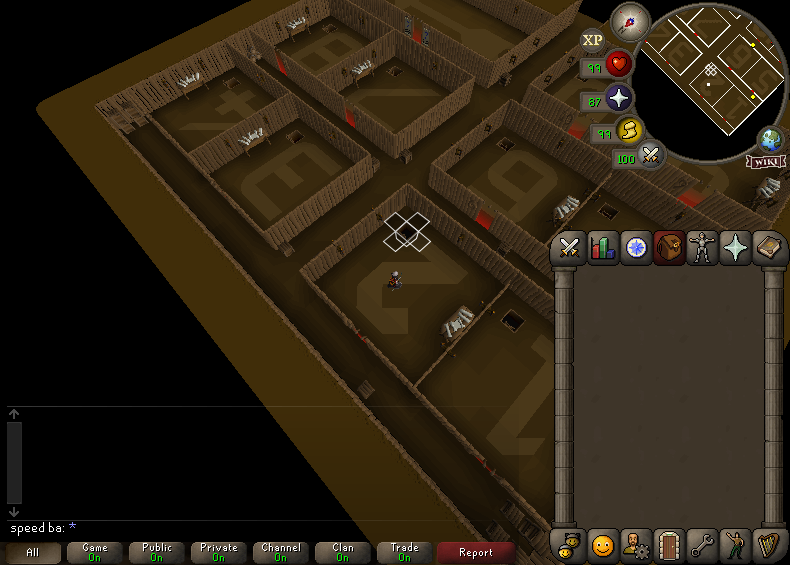 XP
99
87
99
100
WIKI
speed ba: *
All
Game
On
Public
On
Private
On
Channel
On
Clan
On
Trade
On
Report